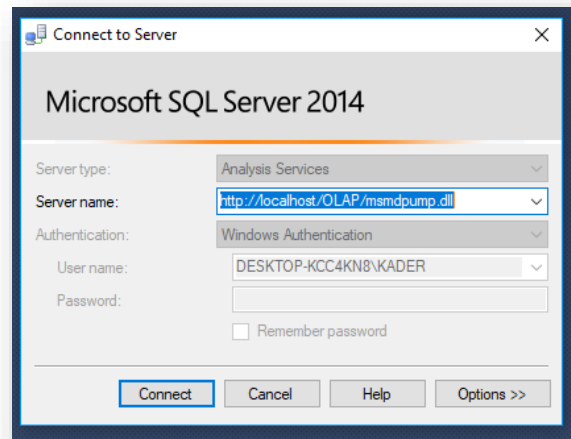 Connect to Server
Microsoft SQL Server 2014
Server type: Analysis Services
Server name: http://localhost/OLAP/msmdpump.dll
Authentication: Windows Authentication
User name: DESKTOP-KCC4KN8\KADER
Password:
Remember password
Connect Cancel Help Options >>